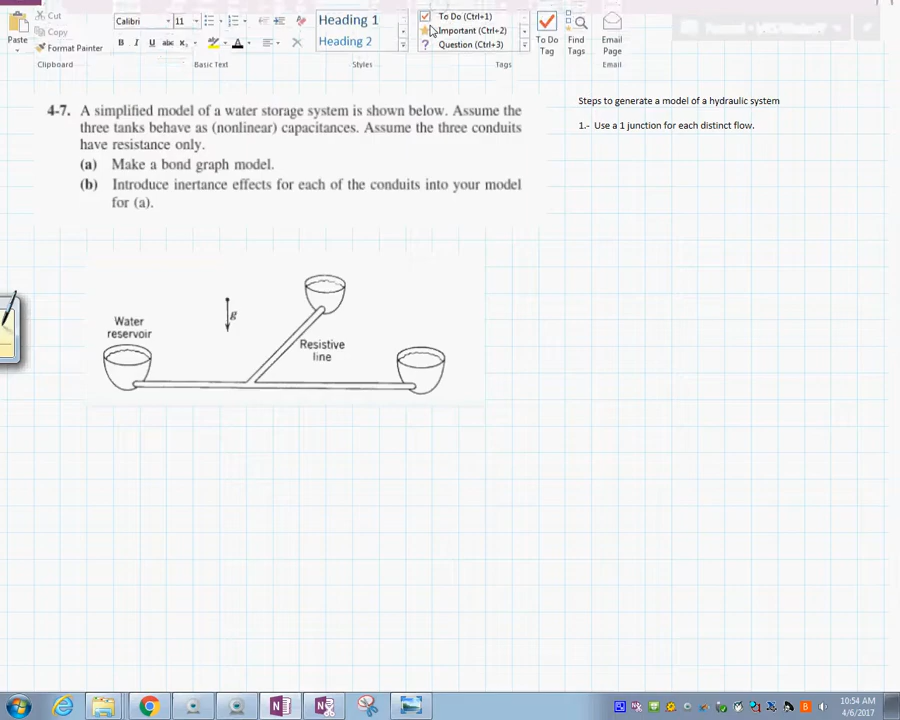 Cut
Copy
Paste
Format Painter
Clipboard
Calibri
11
B I U abc x₂ A
Basic Text
Heading 1
Heading 2
Styles
To Do (Ctrl+1)
Important (Ctrl+2)
? Question (Ctrl+3)
Tags
To Do
Tag
Find
Tags
Email
Page
Email
4-7. A simplified model of a water storage system is shown below. Assume the
three tanks behave as (nonlinear) capacitances. Assume the three conduits
have resistance only.
(a) Make a bond graph model.
(b) Introduce inertance effects for each of the conduits into your model
for (a).
Steps to generate a model of a hydraulic system
1.- Use a 1 junction for each distinct flow.
g
Water
reservoir
Resistive
line
10:54 AM
4/6/2017